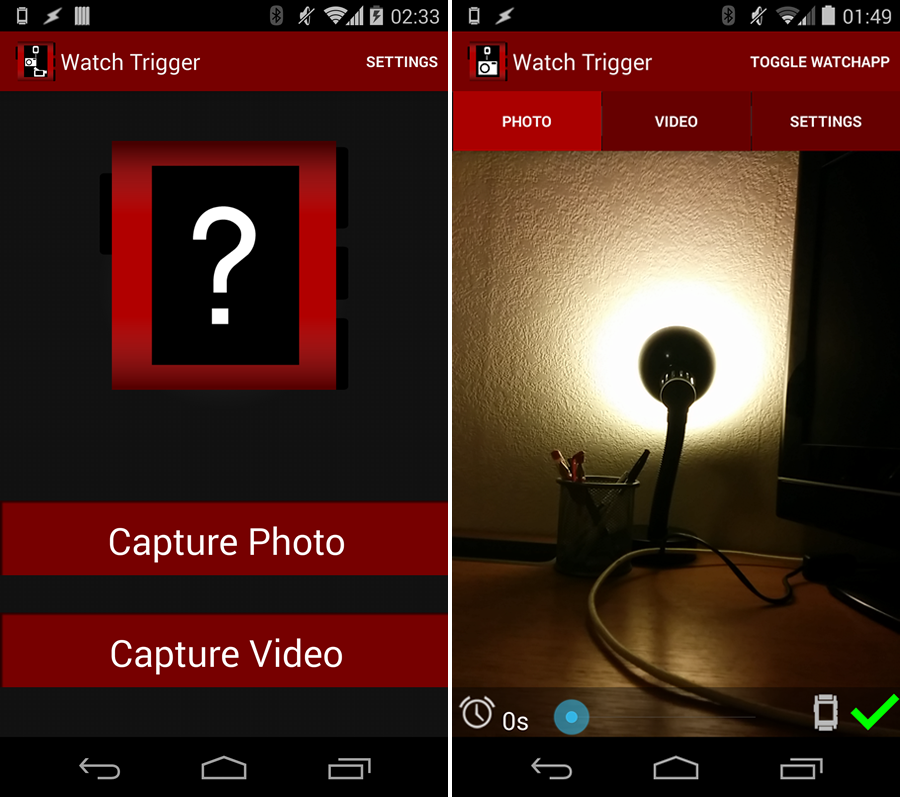 02:33
Watch Trigger
SETTINGS
?
Capture Photo
Capture Video
01:49
Watch Trigger
TOGGLE WATCHAPP
PHOTO
VIDEO
SETTINGS
0s